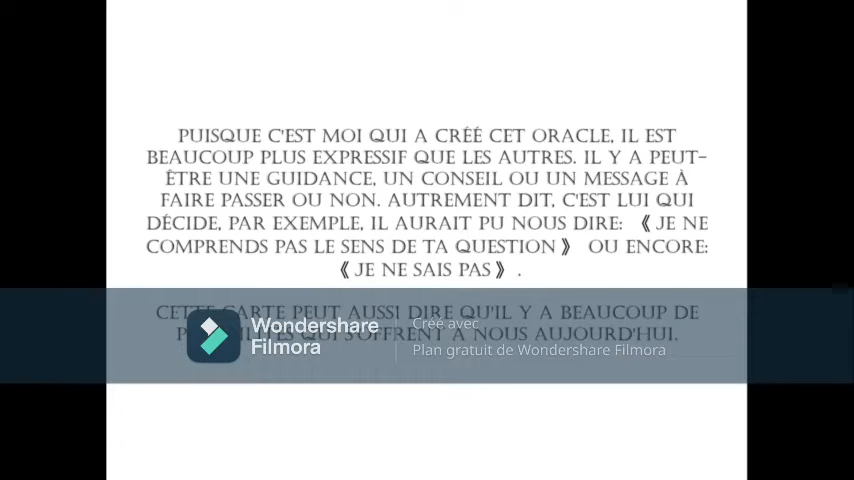 PUISQUE C'EST MOI QUI A CRÉÉ CET ORACLE, IL EST
BEAUCOUP PLUS EXPRESSIF QUE LES AUTRES. IL Y A PEUT-
ÊTRE UNE GUIDANCE, UN CONSEIL OU UN MESSAGE À
FAIRE PASSER OU NON. AUTREMENT DIT, C'EST LUI QUI
DÉCIDE, PAR EXEMPLE, IL AURAIT PU NOUS DIRE: 《JE NE
COMPRENDS PAS LE SENS DE TA QUESTION》 OU ENCORE:
《JE NE SAIS PAS》.
CETTE CARTE PEUT AUSSI DIRE QU'IL Y A BEAUCOUP DE
QUI S'OFFRENT À NOUS AUJOURD'HUI.
Wondershare
Filmora
Créé avec
Plan gratuit de Wondershare Filmora